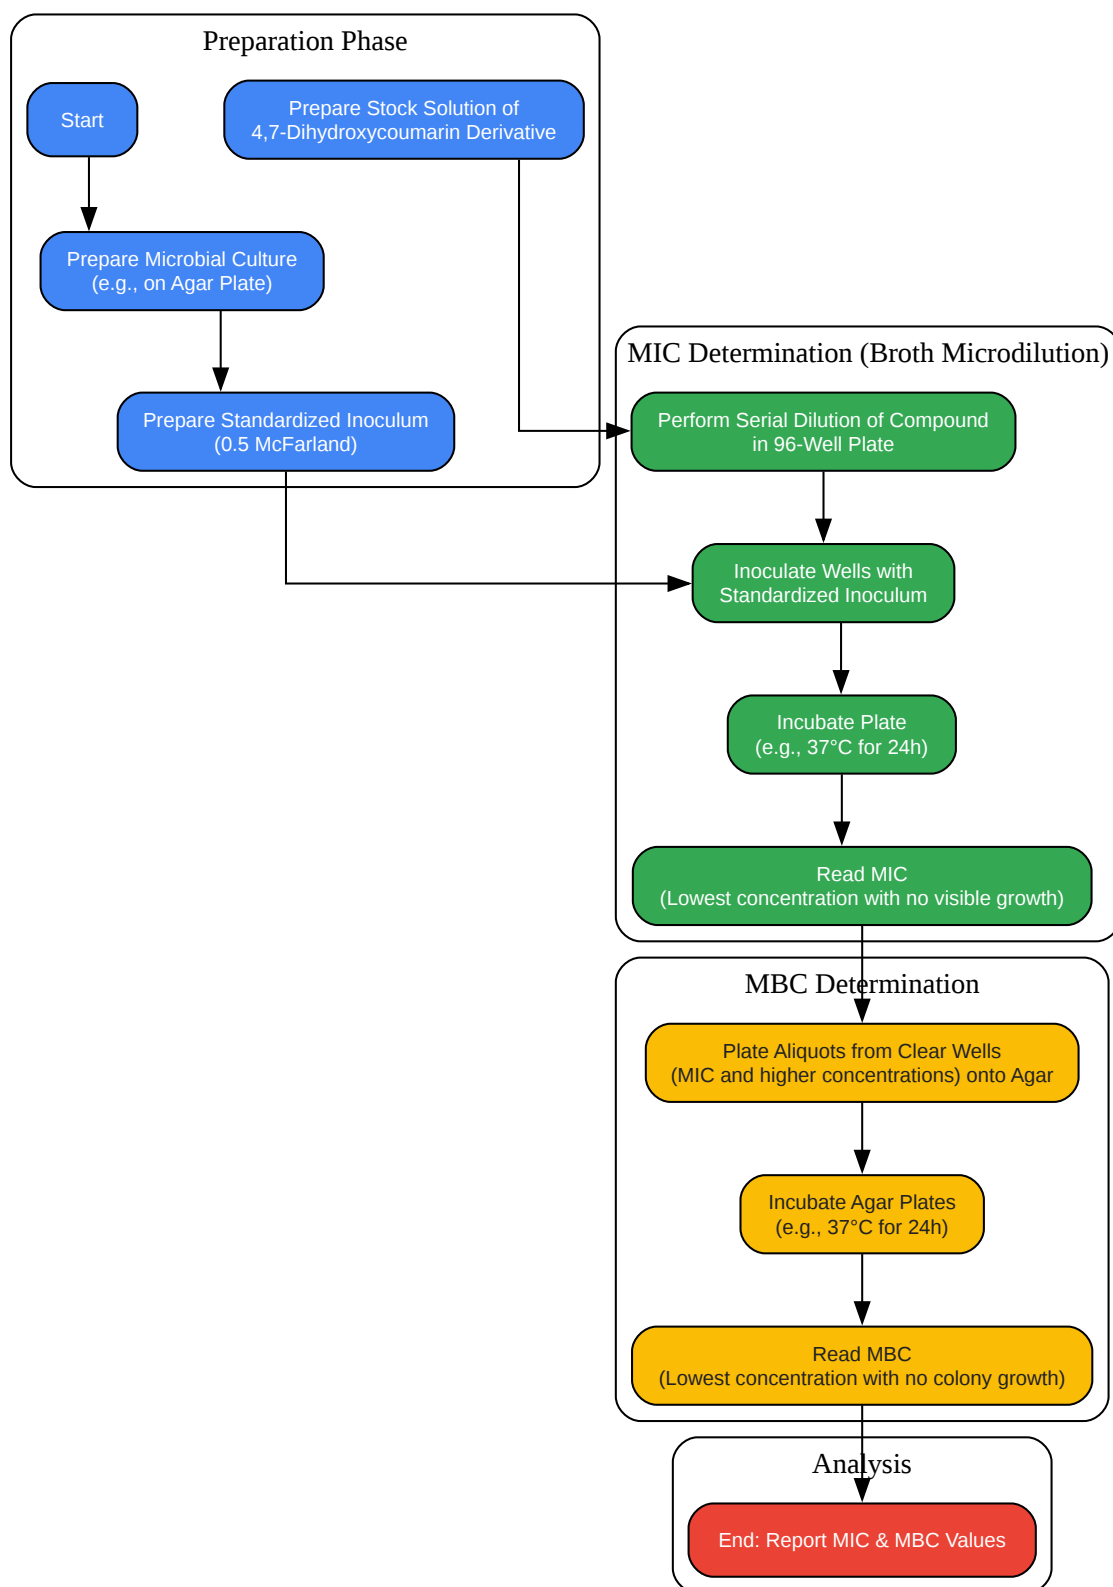 Preparation Phase
Start
Prepare Stock Solution of
4,7-Dihydroxycoumarin Derivative
Prepare Microbial Culture
(e.g., on Agar Plate)
Prepare Standardized Inoculum
(0.5 McFarland)
MIC Determination (Broth Microdilution)
Perform Serial Dilution of Compound
in 96-Well Plate
Inoculate Wells with
Standardized Inoculum
Incubate Plate
(e.g., 37°C for 24h)
Read MIC
(Lowest concentration with no visible growth)
MBC Determination
Plate Aliquots from Clear Wells
(MIC and higher concentrations) onto Agar
Incubate Agar Plates
(e.g., 37°C for 24h)
Read MBC
(Lowest concentration with no colony growth)
Analysis
End: Report MIC & MBC Values